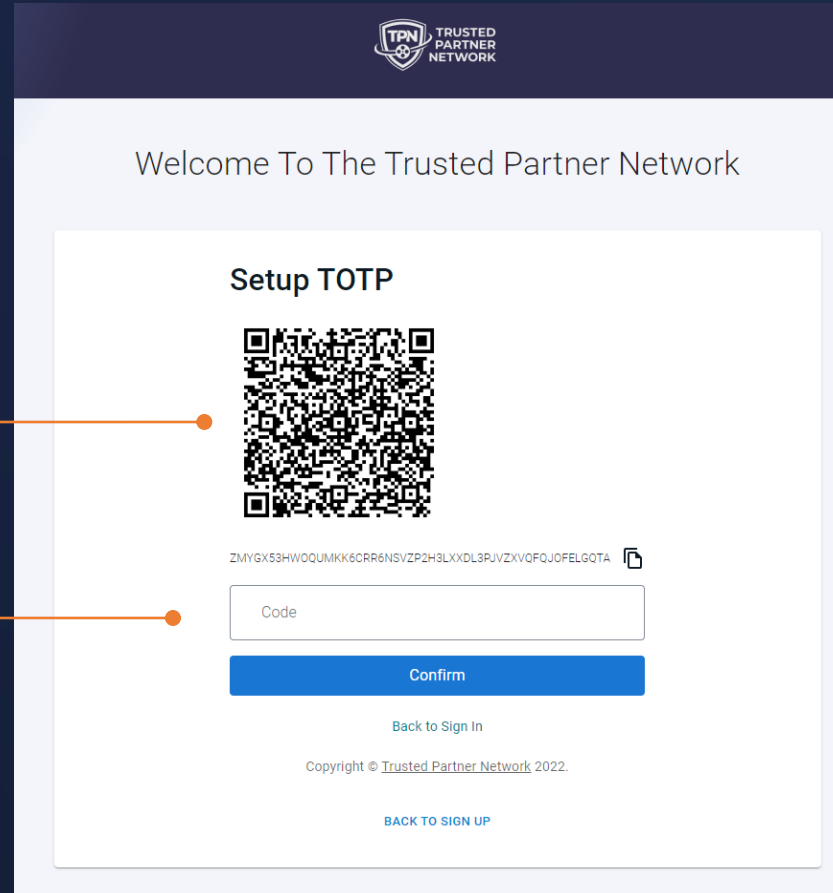 TPN
TRUSTED
PARTNER
NETWORK
Welcome To The Trusted Partner Network
Setup TOTP
ZMYGX53HWOQUMKK6CRR6NSVZP2H3LXXDL3PJVZXVQFQJOFELGQTA
Code
Confirm
Back to Sign In
Copyright © Trusted Partner Network 2022.
BACK TO SIGN UP